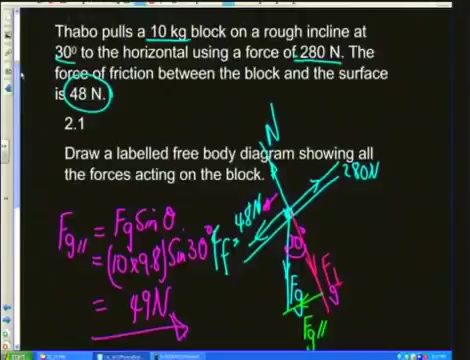 Thabo pulls a 10 kg block on a rough incline at
30° to the horizontal using a force of 280 N. The
force of friction between the block and the surface
is 48 N.
2.1
Draw a labelled free body diagram showing all
the forces acting on the block.
N
280N
48N
Ff
30°
Fg
Fg⊥
Fg//
Fg// = Fg Sin θ
= (10×9.8) Sin 30°
= 49N